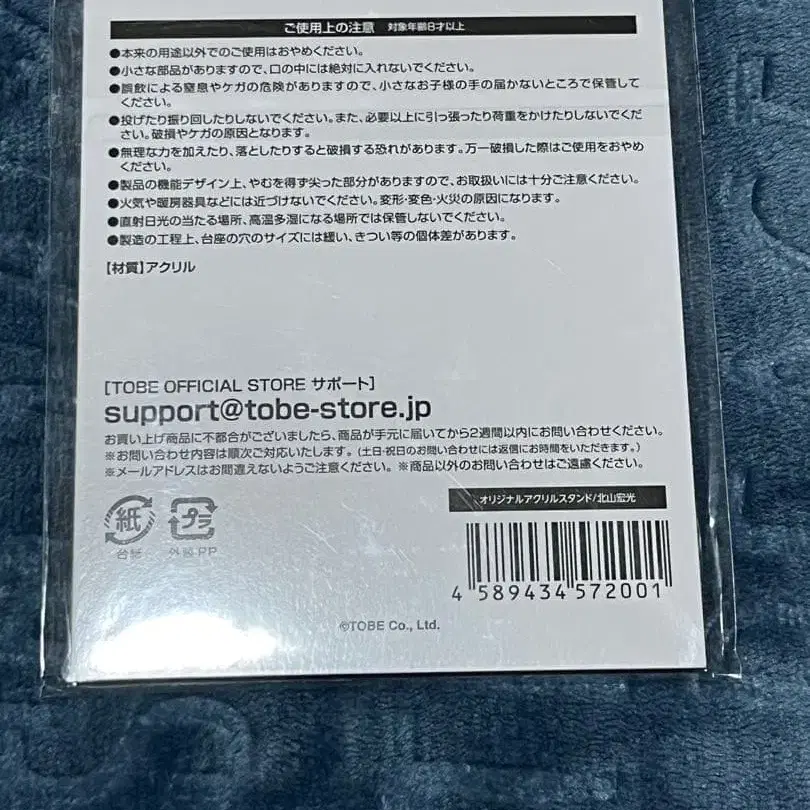 ご使用上の注意 対象年齢8才以上
●本来の用途以外でのご使用はおやめください。
●小さな部品がありますので、口の中には絶対に入れないでください。
●誤飲による窒息やケガの危険がありますので、小さなお子様の手の届かないところで保管して
ください。
●投げたり振り回したりしないでください。また、必要以上に引っ張ったり荷重をかけたりしないでくだ
さい。破損やケガの原因となります。
●無理な力を加えたり、落としたりすると破損する恐れがあります。万一破損した際はご使用をおやめ
ください。
●製品の機能デザイン上、やむを得ず尖った部分がありますので、お取扱いには十分ご注意ください。
●火気や暖房器具などには近づけないでください。変形・変色・火災の原因になります。
●直射日光の当たる場所、高温多湿になる場所では保管しないでください。
●製造の工程上、台座の穴のサイズには緩い、きつい等の個体差があります。
【材質】アクリル
[TOBE OFFICIAL STORE サポート]
support@tobe-store.jp
お買い上げ商品に不都合がございましたら、商品が手元に届いてから2週間以内にお問い合わせください。
※お問い合わせ内容は順次ご対応いたします。(土日・祝日のお問い合わせには返信にお時間をいただきます。)
※メールアドレスはお間違えないようご注意ください。※商品以外のお問い合わせはご遠慮ください。
オリジナルアクリルスタンド/北山宏光
紙 プラ
台紙 外装PP
4 589434 572001
©TOBE Co., Ltd.